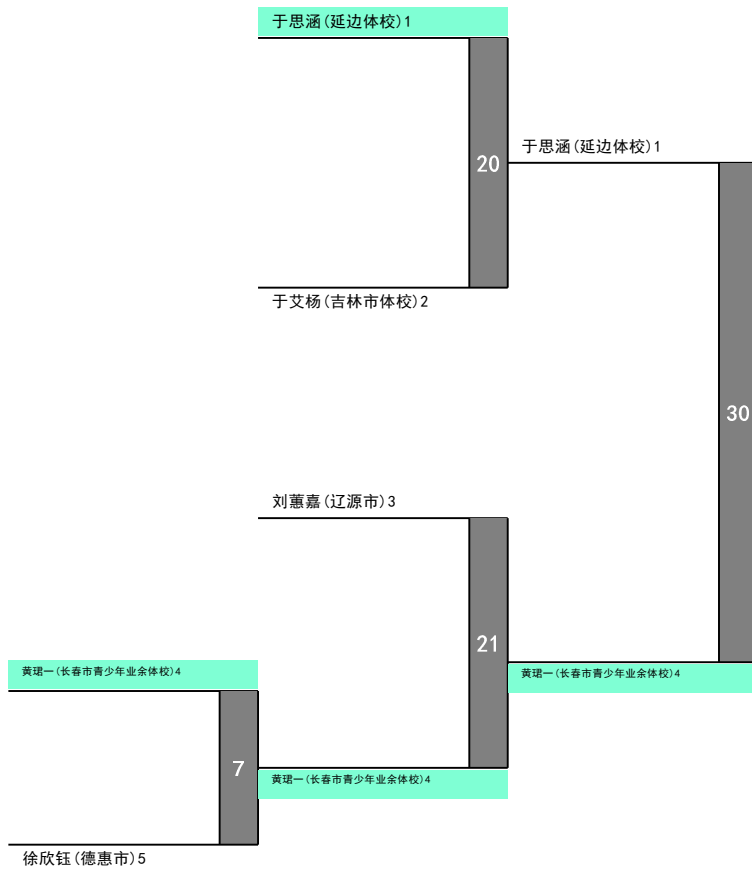 于思涵(延边体校)1
20
于思涵(延边体校)1
于艾杨(吉林市体校)2
30
刘蕙嘉(辽源市)3
21
黄珺一(长春市青少年业余体校)4
黄珺一(长春市青少年业余体校)4
7
黄珺一(长春市青少年业余体校)4
徐欣钰(德惠市)5